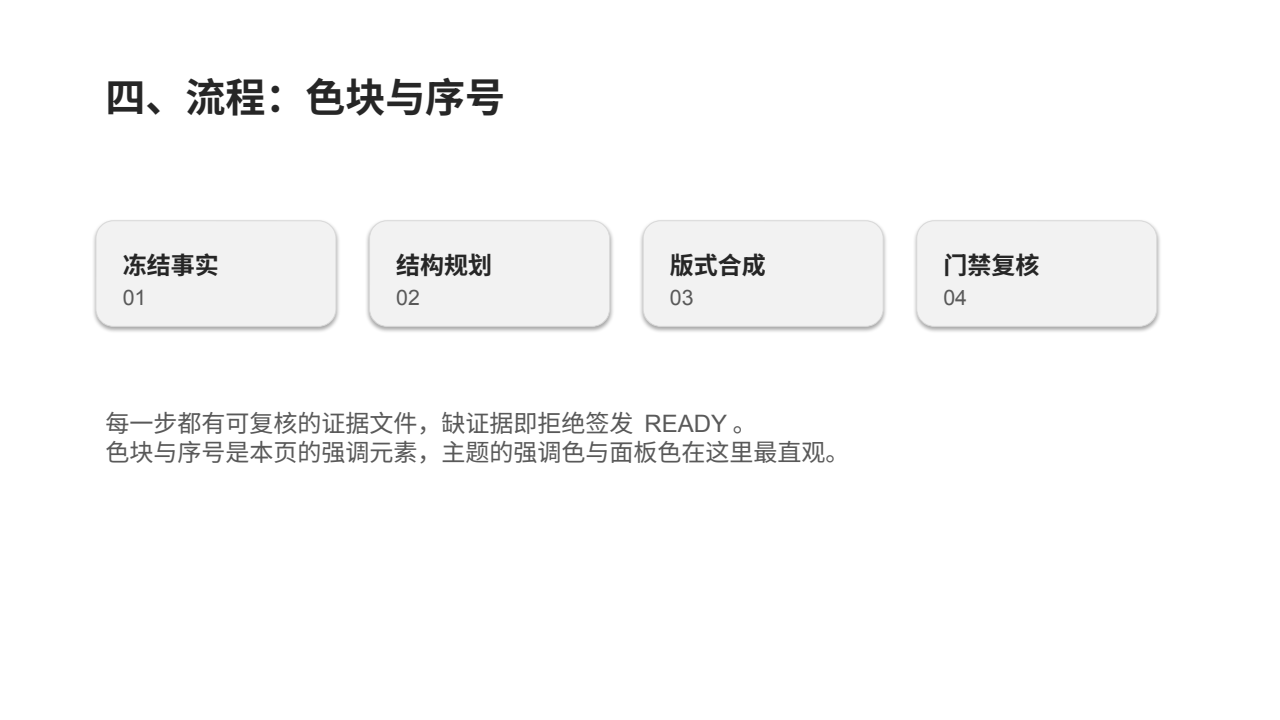 四、流程：色块与序号
冻结事实
01
结构规划
02
版式合成
03
门禁复核
04
每一步都有可复核的证据文件，缺证据即拒绝签发 READY 。
色块与序号是本页的强调元素，主题的强调色与面板色在这里最直观。